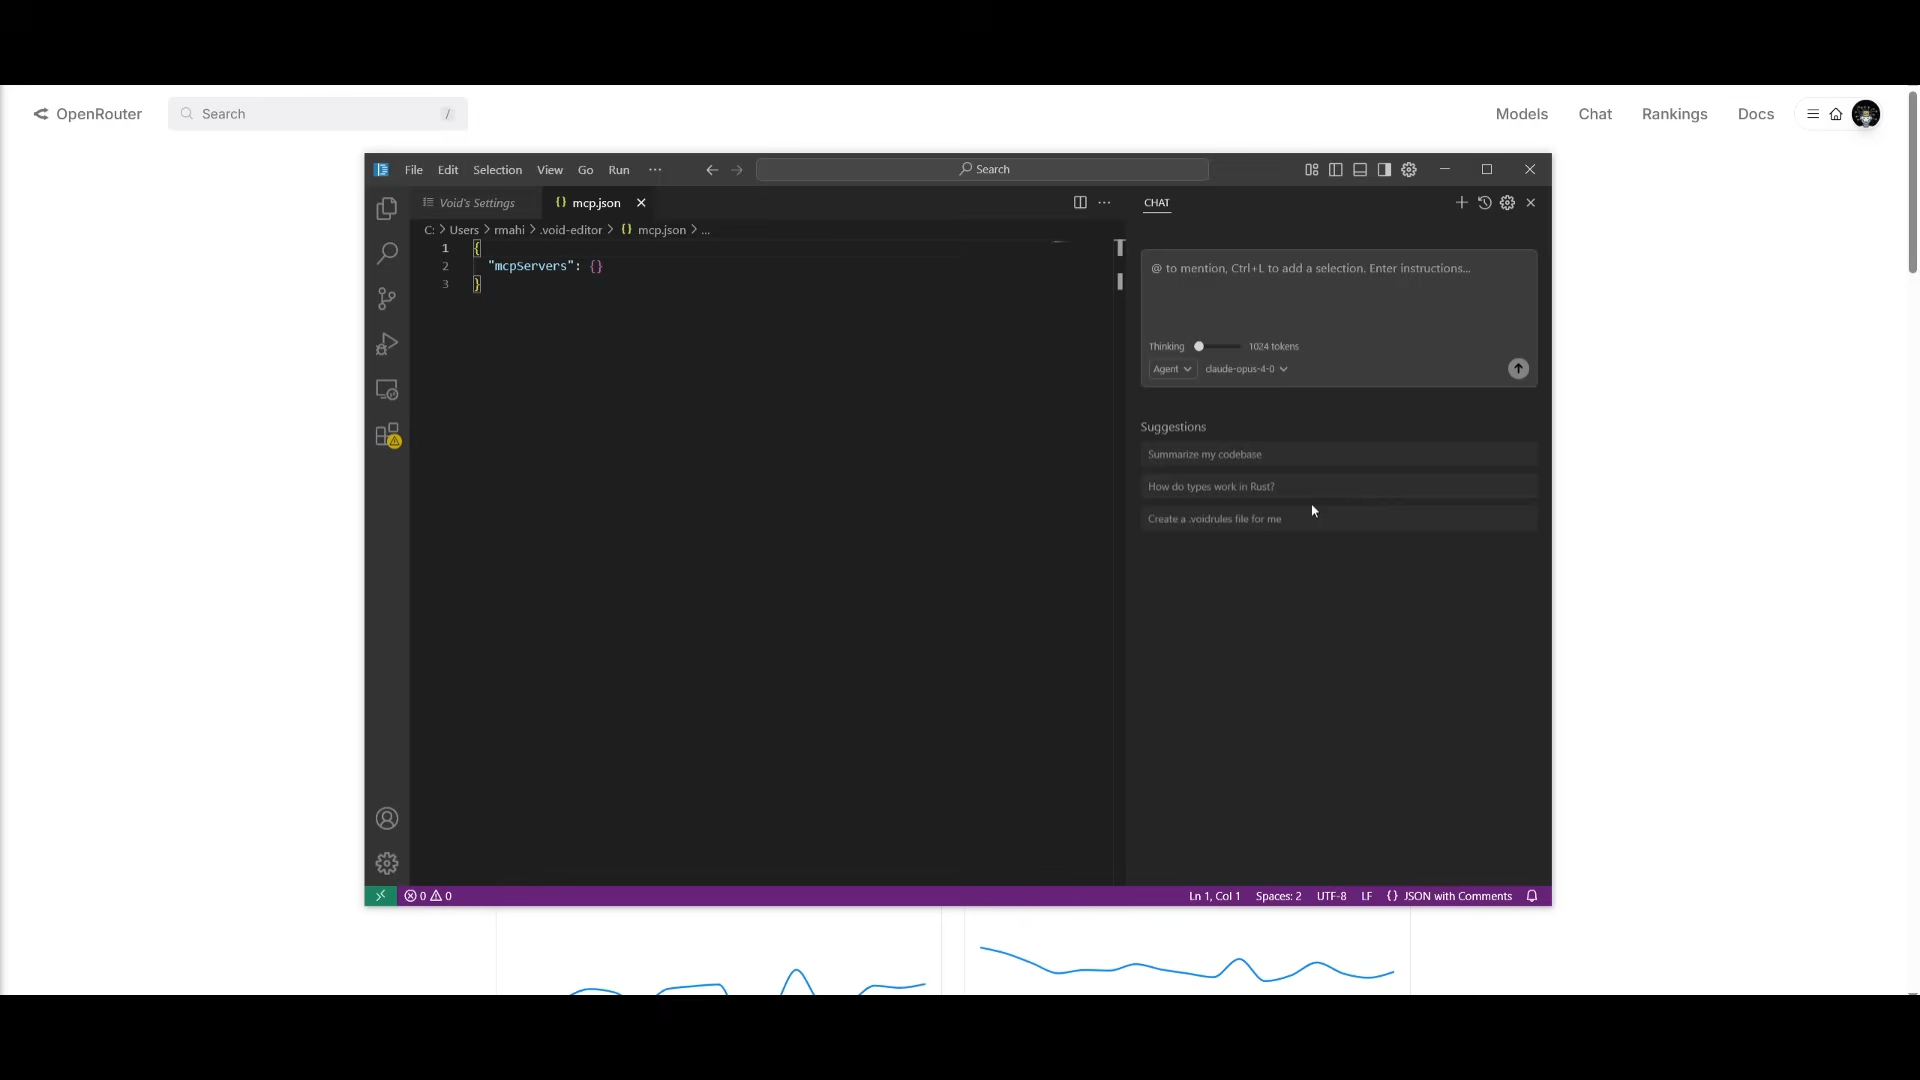 OpenRouter
Search
/
Models
Chat
Rankings
Docs
File
Edit
Selection
View
Go
Run
Search
Void's Settings
mcp.json
CHAT
C: > Users > rmahi > .void-editor > {} mcp.json > ...
1 {
2 "mcpServers": {}
3 }
@ to mention, Ctrl+L to add a selection. Enter instructions...
Thinking
1024 tokens
Agent
claude-opus-4-0
Suggestions
Summarize my codebase
How do types work in Rust?
Create a .voidrules file for me
0
0
Ln 1, Col 1
Spaces: 2
UTF-8
LF
{} JSON with Comments